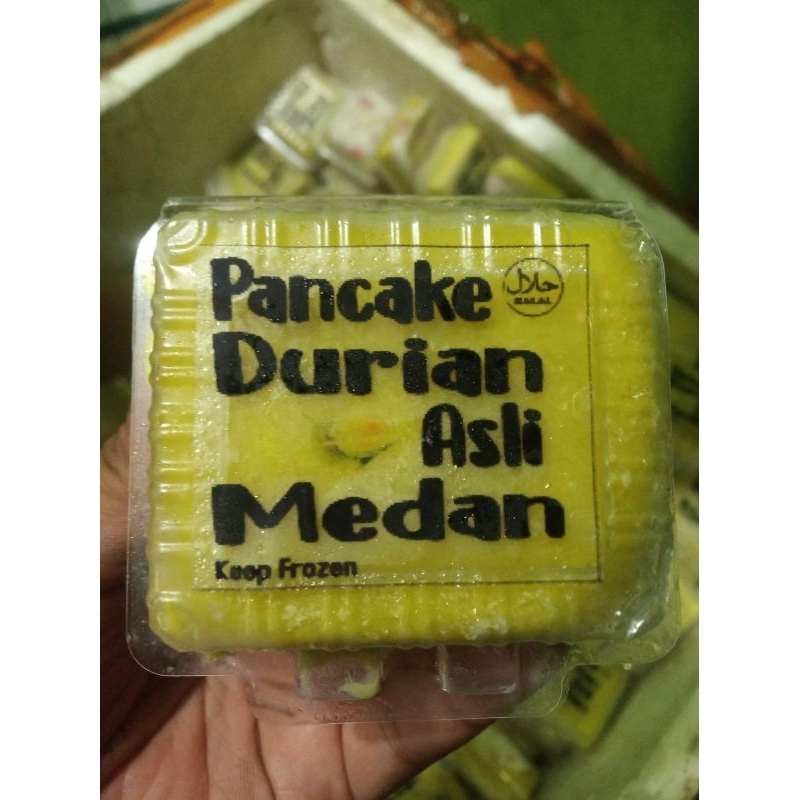 Pancake
حلال
HALAL
Durian
Asli
Medan
Keep Frozen